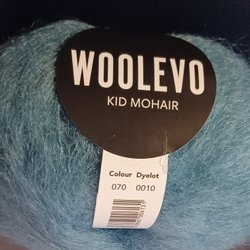 WOOLEVO
KID MOHAIR
Colour Dyelot
070 0010